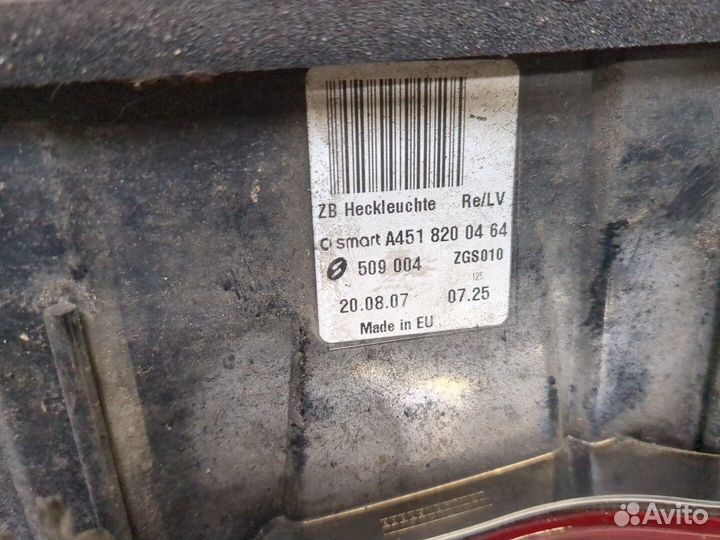 ZB Heckleuchte Re/LV
smart A451 820 04 64
509 004 ZGS010
125
20.08.07 07.25
Made in EU
Avito